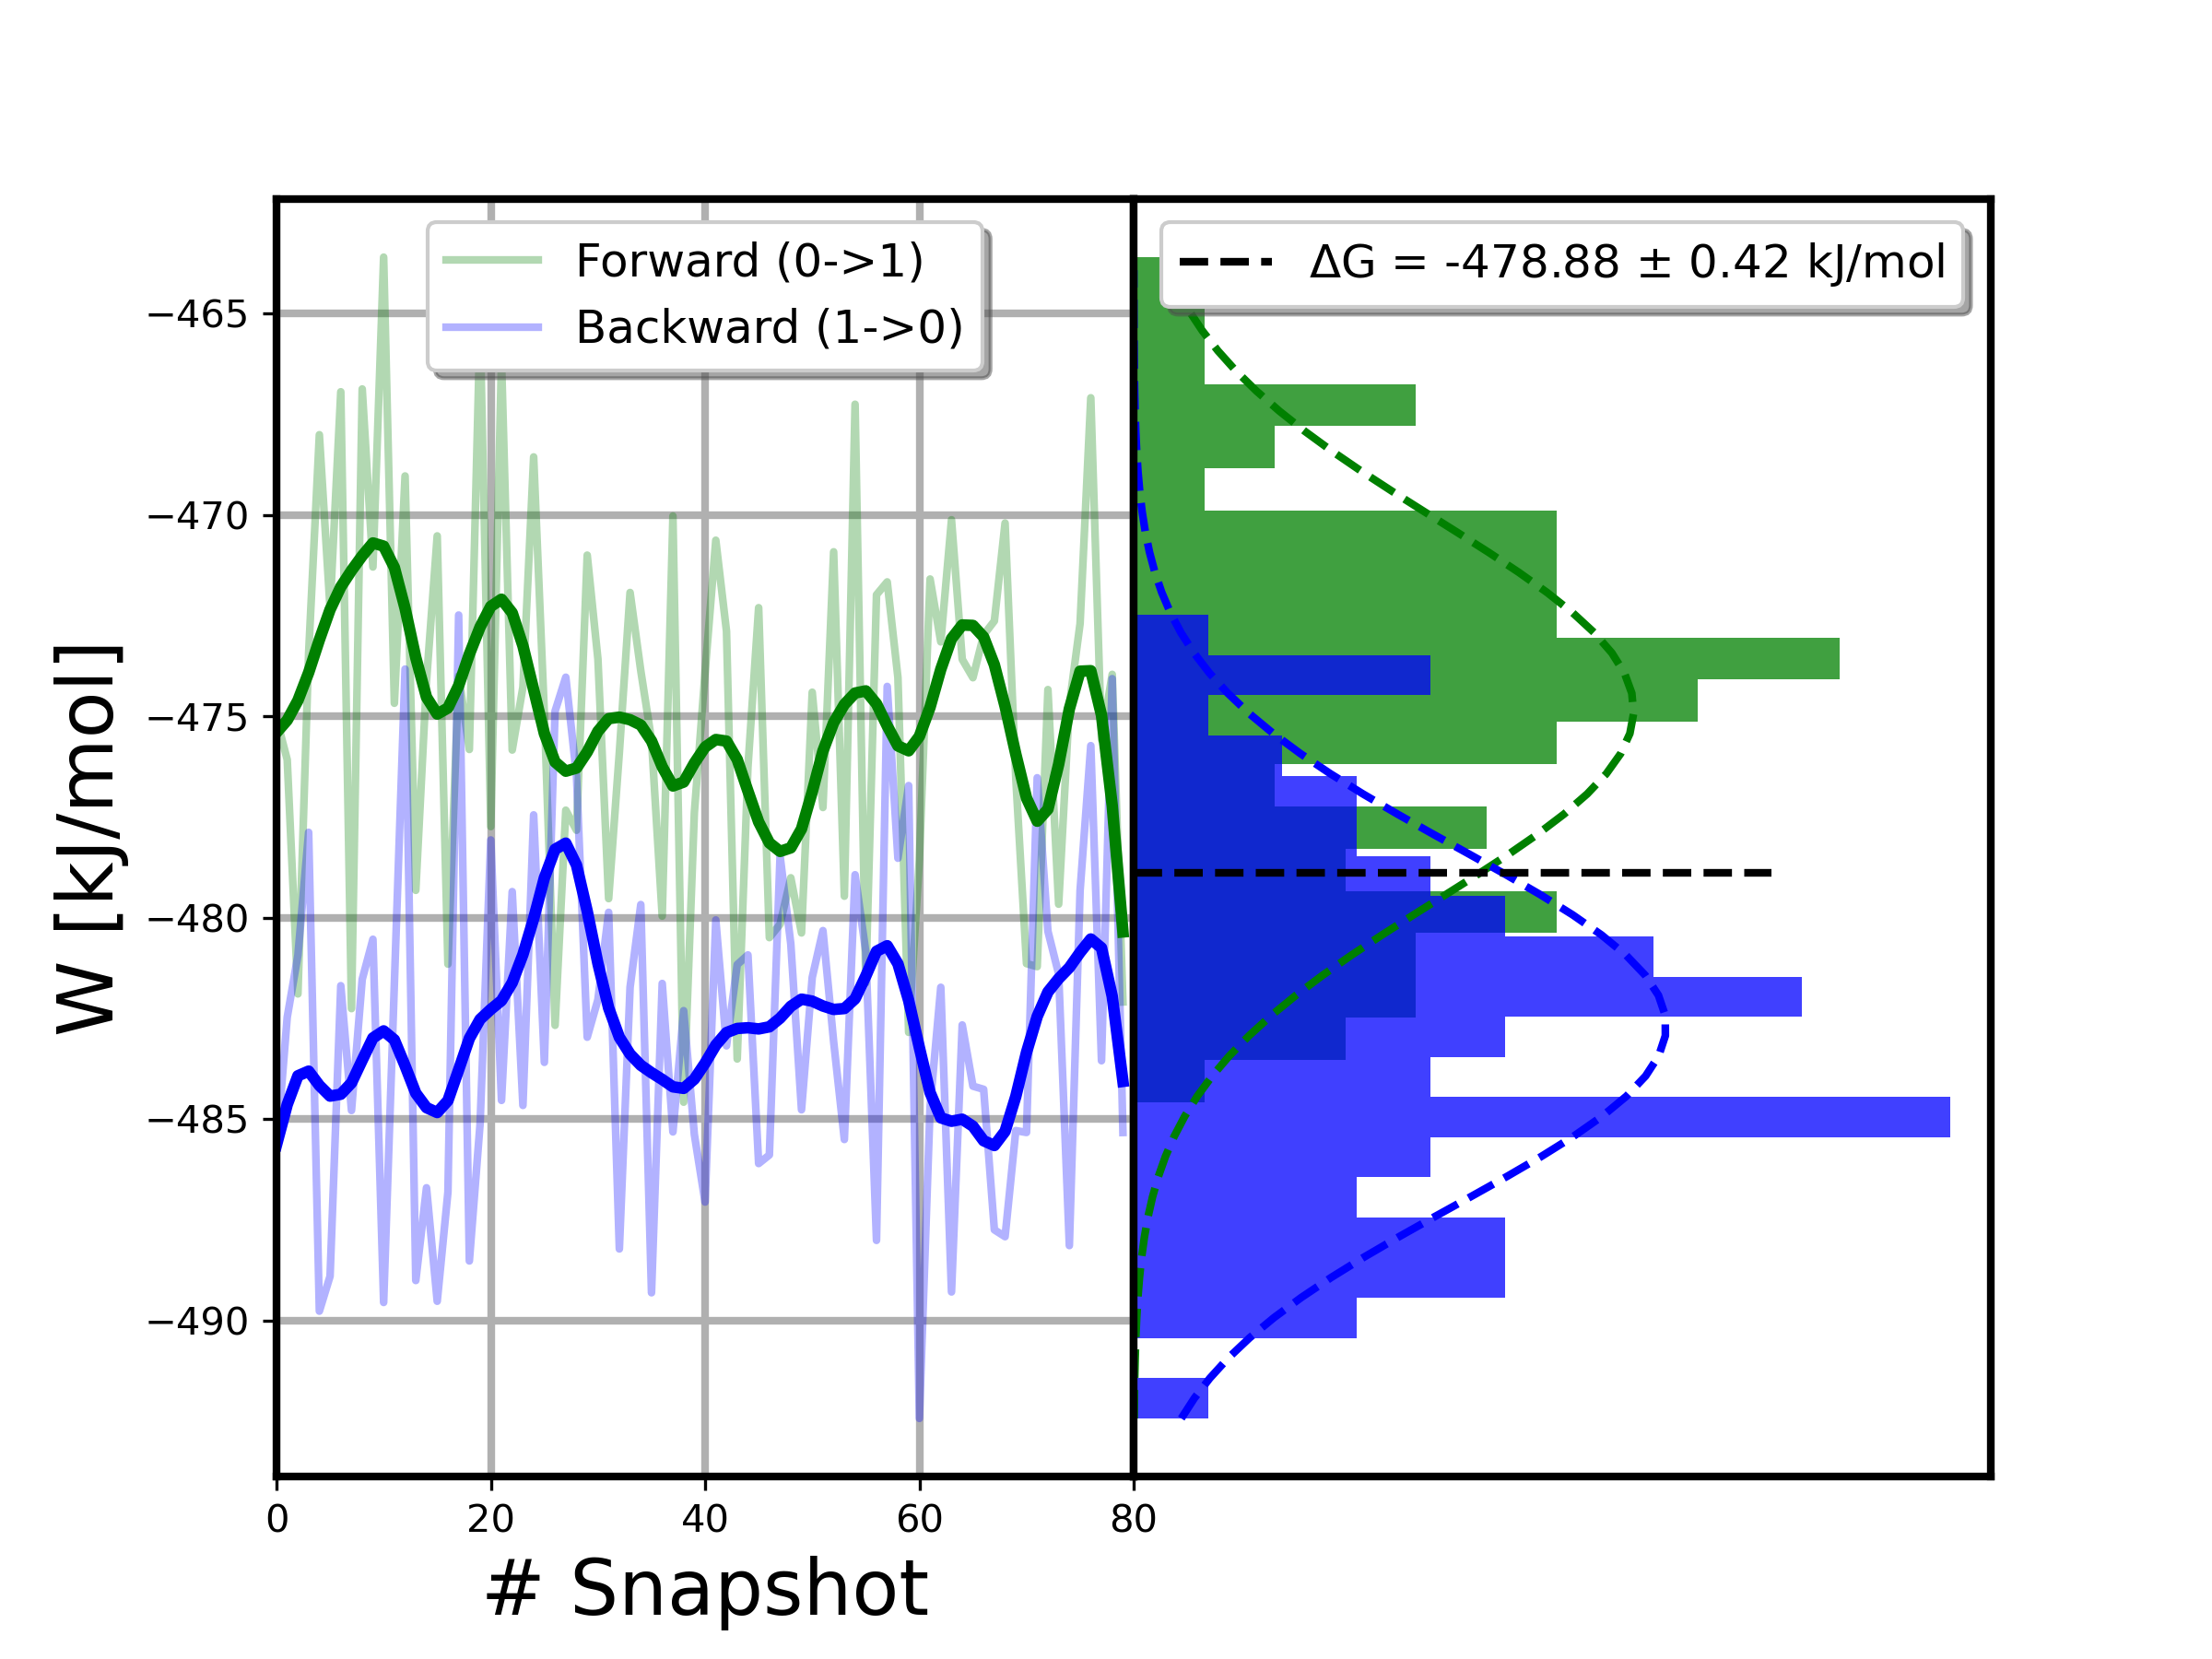 Forward (0->1)
Backward (1->0)
ΔG = -478.88 ± 0.42 kJ/mol
W [kJ/mol]
−465
−470
−475
−480
−485
−490
0 20 40 60 80
# Snapshot